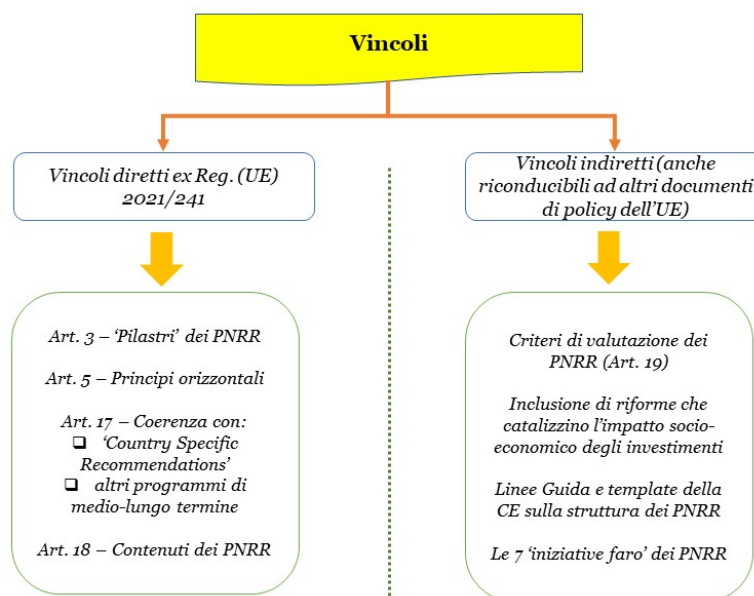 Vincoli
Vincoli diretti ex Reg. (UE)
2021/241
Art. 3 – ‘Pilastri’ dei PNRR
Art. 5 – Principi orizzontali
Art. 17 – Coerenza con:
❑ ‘Country Specific
Recommendations’
❑ altri programmi di
medio-lungo termine
Art. 18 – Contenuti dei PNRR
Vincoli indiretti (anche
riconducibili ad altri documenti
di policy dell’UE)
Criteri di valutazione dei
PNRR (Art. 19)
Inclusione di riforme che
catalizzino l’impatto socio-
economico degli investimenti
Linee Guida e template della
CE sulla struttura dei PNRR
Le 7 ‘iniziative faro’ dei PNRR